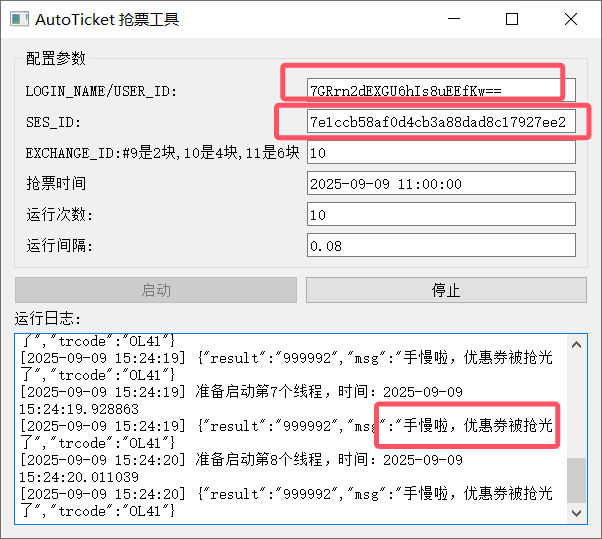 AutoTicket 抢票工具
配置参数
LOGIN_NAME/USER_ID:
7GRrn2dEXGU6hIs8uEEfKw==
SES_ID:
7e1ccb58af0d4cb3a88dad8c17927ee2
EXCHANGE_ID:#9是2块,10是4块,11是6块
10
抢票时间
2025-09-09 11:00:00
运行次数:
10
运行间隔:
0.08
启动
停止
运行日志:
了","trcode":"OL41"}
[2025-09-09 15:24:19] {"result":"999992","msg":"手慢啦，优惠券被抢光
了","trcode":"OL41"}
[2025-09-09 15:24:19] 准备启动第7个线程，时间：2025-09-09
15:24:19.928863
[2025-09-09 15:24:19] {"result":"999992","msg":"手慢啦，优惠券被抢光
了","trcode":"OL41"}
[2025-09-09 15:24:20] 准备启动第8个线程，时间：2025-09-09
15:24:20.011039
[2025-09-09 15:24:20] {"result":"999992","msg":"手慢啦，优惠券被抢光
了","trcode":"OL41"}